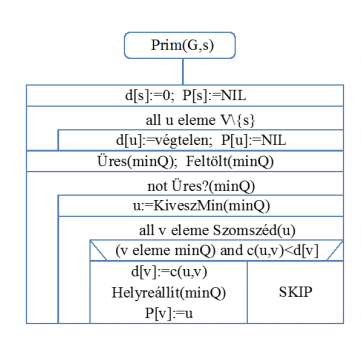 Prim(G,s)
d[s]:=0; P[s]:=NIL
all u eleme V\{s}
d[u]:=végtelen; P[u]:=NIL
Üres(minQ); Feltölt(minQ)
not Üres?(minQ)
u:=KiveszMin(minQ)
all v eleme Szomszéd(u)
(v eleme minQ) and c(u,v)<d[v]
d[v]:=c(u,v)
Helyreállit(minQ)
P[v]:=u
SKIP